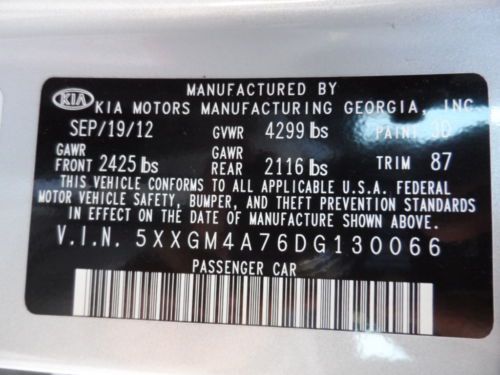 MANUFACTURED BY
KIA KIA MOTORS MANUFACTURING GEORGIA, INC.
SEP/19/12 GVWR 4299 lbs PAINT 3D
GAWR FRONT 2425 lbs GAWR REAR 2116 lbs TRIM 87
THIS VEHICLE CONFORMS TO ALL APPLICABLE U.S.A. FEDERAL
MOTOR VEHICLE SAFETY, BUMPER, AND THEFT PREVENTION STANDARDS
IN EFFECT ON THE DATE OF MANUFACTURE SHOWN ABOVE.
V.I.N. 5XXGM4A76DG130066
PASSENGER CAR